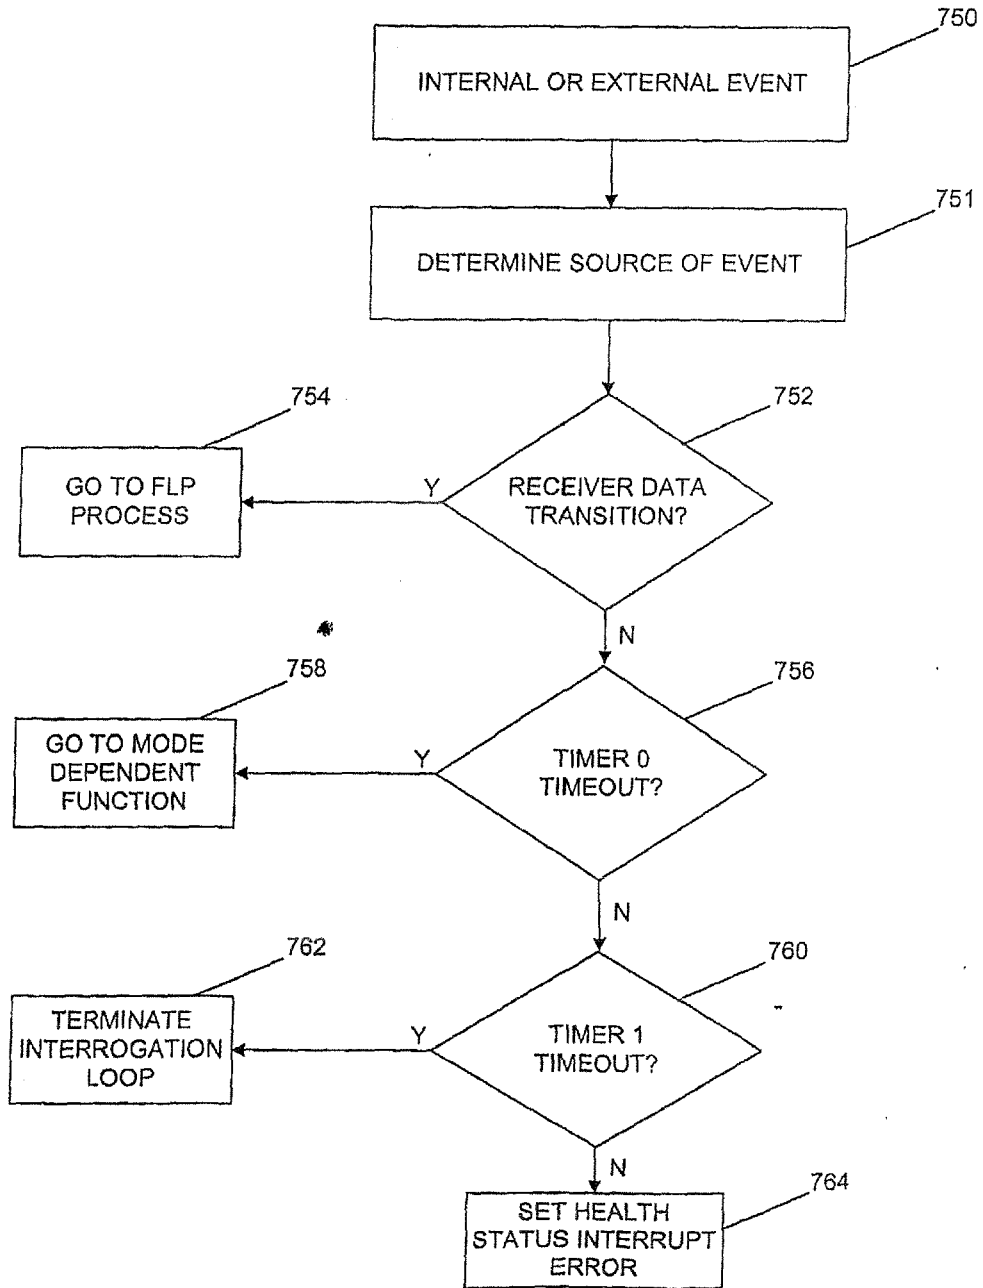 750
INTERNAL OR EXTERNAL EVENT
751
DETERMINE SOURCE OF EVENT
754
752
GO TO FLP
PROCESS
Y
RECEIVER DATA
TRANSITION?
N
758
756
GO TO MODE
DEPENDENT
FUNCTION
Y
TIMER 0
TIMEOUT?
N
762
760
TERMINATE
INTERROGATION
LOOP
Y
TIMER 1
TIMEOUT?
N
764
SET HEALTH
STATUS INTERRUPT
ERROR